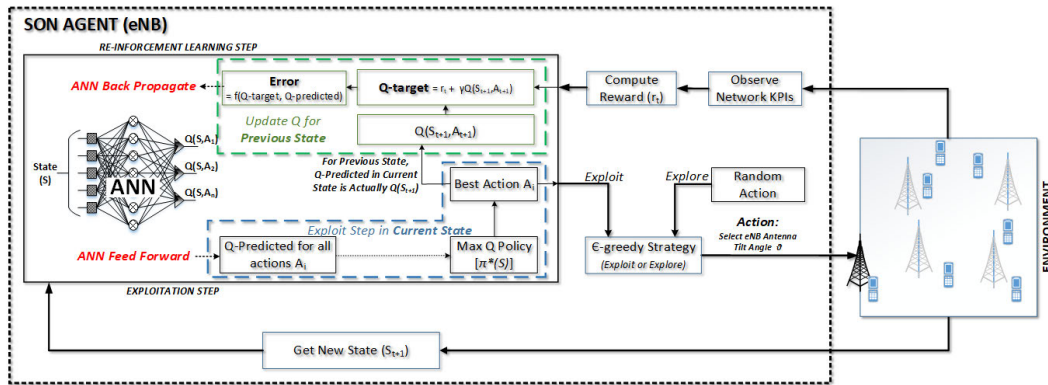 SON AGENT (eNB)
RE-INFORCEMENT LEARNING STEP
ANN Back Propagate
Error
= f(Q-target, Q-predicted)
Q-target = rₜ + γQ(Sₜ₊₁,Aₜ₊₁)
Compute
Reward (rₜ)
Observe
Network KPIs
Update Q for
Previous State
Q(Sₜ₊₁,Aₜ₊₁)
State
(S)
ANN
Q(S,A₁)
Q(S,A₂)
Q(S,Aₙ)
For Previous State,
Q-Predicted in Current
State is Actually Q(Sₜ₊₁)
Best Action Aᵢ
Exploit
Explore
Random
Action
Exploit Step in Current State
ANN Feed Forward
Q-Predicted for all
actions Aᵢ
Max Q Policy
[π*(S)]
Є-greedy Strategy
(Exploit or Explore)
Action:
Select eNB Antenna
Tilt Angle θ
ENVIRONMENT
EXPLOITATION STEP
Get New State (Sₜ₊₁)